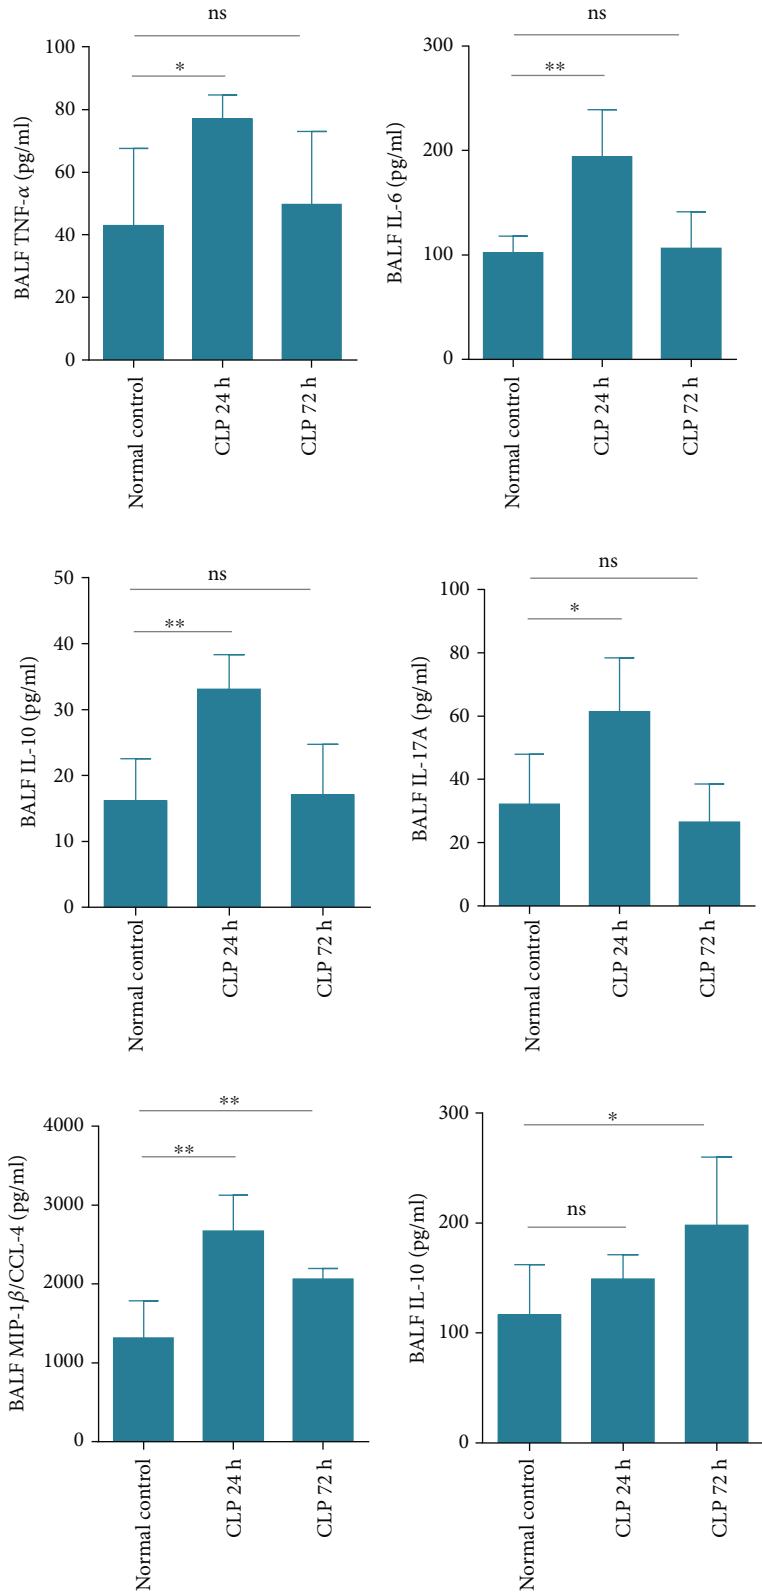 ns
*
100
80
60
40
20
0
BALF TNF-α (pg/ml)
Normal control
CLP 24 h
CLP 72 h
ns
**
300
200
100
0
BALF IL-6 (pg/ml)
Normal control
CLP 24 h
CLP 72 h
ns
**
50
40
30
20
10
0
BALF IL-10 (pg/ml)
Normal control
CLP 24 h
CLP 72 h
ns
*
100
80
60
40
20
0
BALF IL-17A (pg/ml)
Normal control
CLP 24 h
CLP 72 h
**
**
4000
3000
2000
1000
0
BALF MIP-1β/CCL-4 (pg/ml)
Normal control
CLP 24 h
CLP 72 h
*
ns
300
200
100
0
BALF IL-10 (pg/ml)
Normal control
CLP 24 h
CLP 72 h